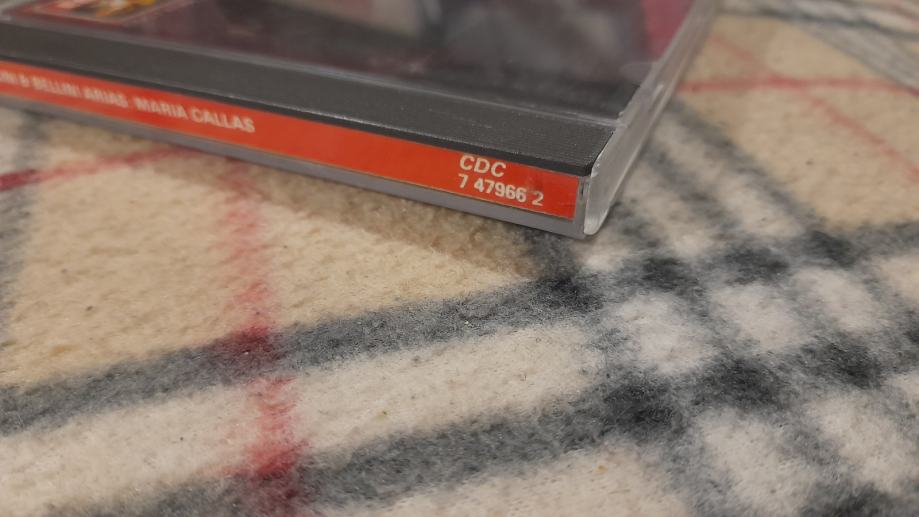 & BELLINI ARIAS MARIA CALLAS
CDC
7 47966 2